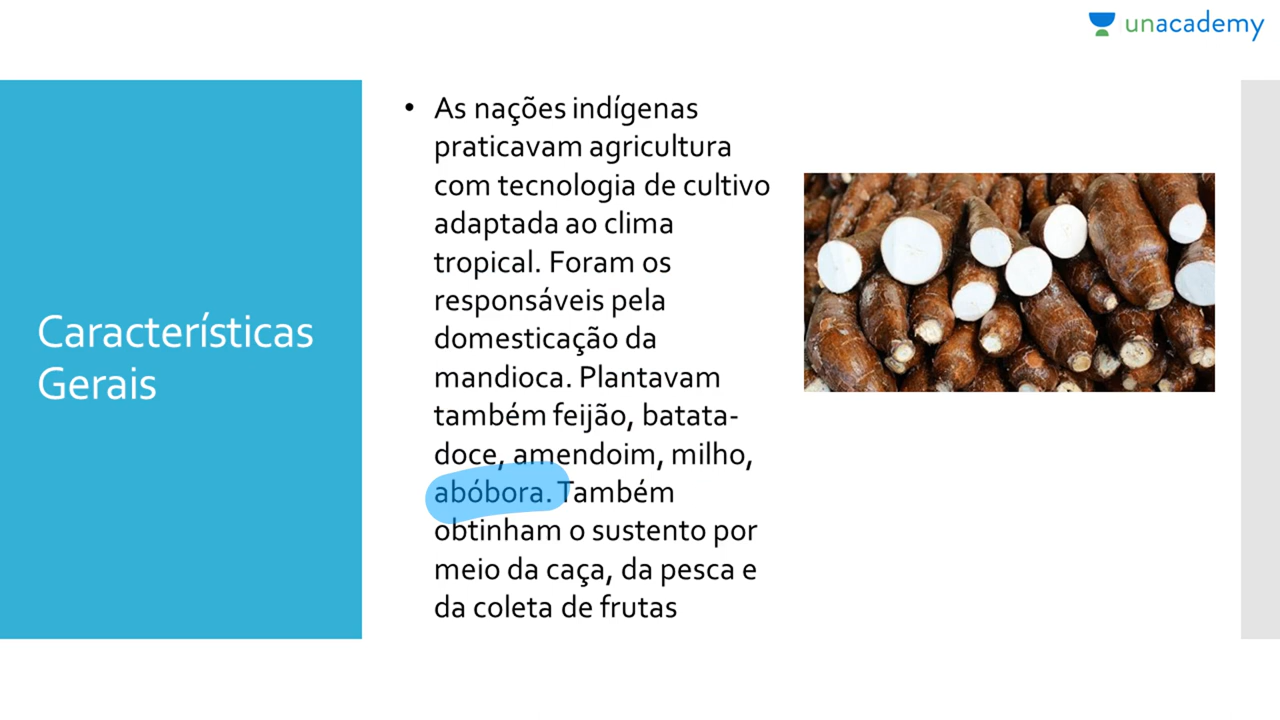 unacademy
Características
Gerais
• As nações indígenas
praticavam agricultura
com tecnologia de cultivo
adaptada ao clima
tropical. Foram os
responsáveis pela
domesticação da
mandioca. Plantavam
também feijão, batata-
doce, amendoim, milho,
abóbora. Também
obtinham o sustento por
meio da caça, da pesca e
da coleta de frutas